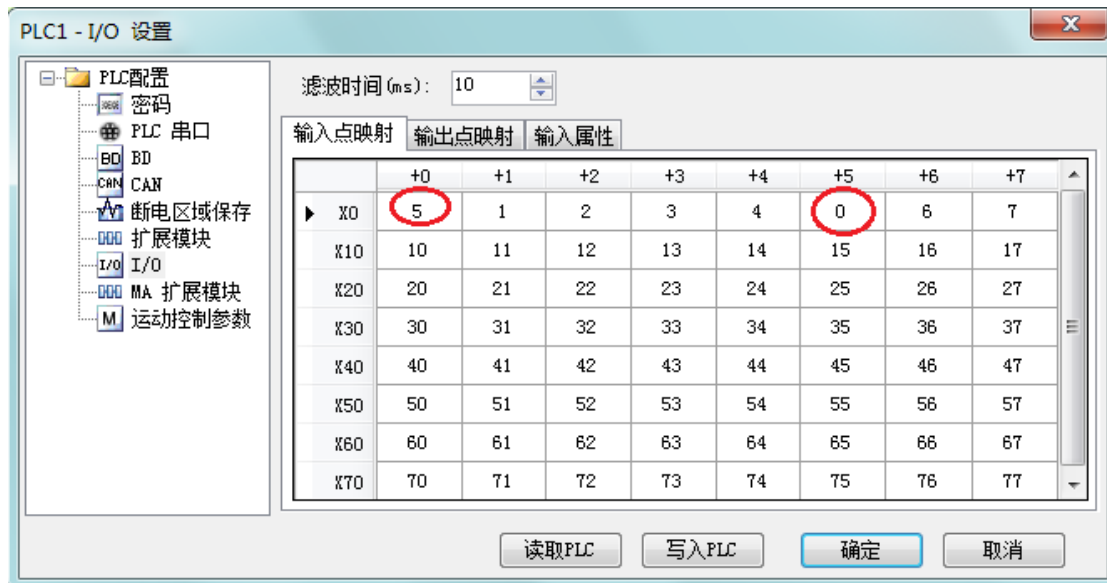 PLC1 - I/O 设置
PLC配置
密码
PLC 串口
BD BD
CAN CAN
断电区域保存
扩展模块
I/O I/O
MA 扩展模块
M 运动控制参数
滤波时间(ms): 10
输入点映射 输出点映射 输入属性
+0 +1 +2 +3 +4 +5 +6 +7
X0 5 1 2 3 4 0 6 7
X10 10 11 12 13 14 15 16 17
X20 20 21 22 23 24 25 26 27
X30 30 31 32 33 34 35 36 37
X40 40 41 42 43 44 45 46 47
X50 50 51 52 53 54 55 56 57
X60 60 61 62 63 64 65 66 67
X70 70 71 72 73 74 75 76 77
读取PLC 写入PLC 确定 取消